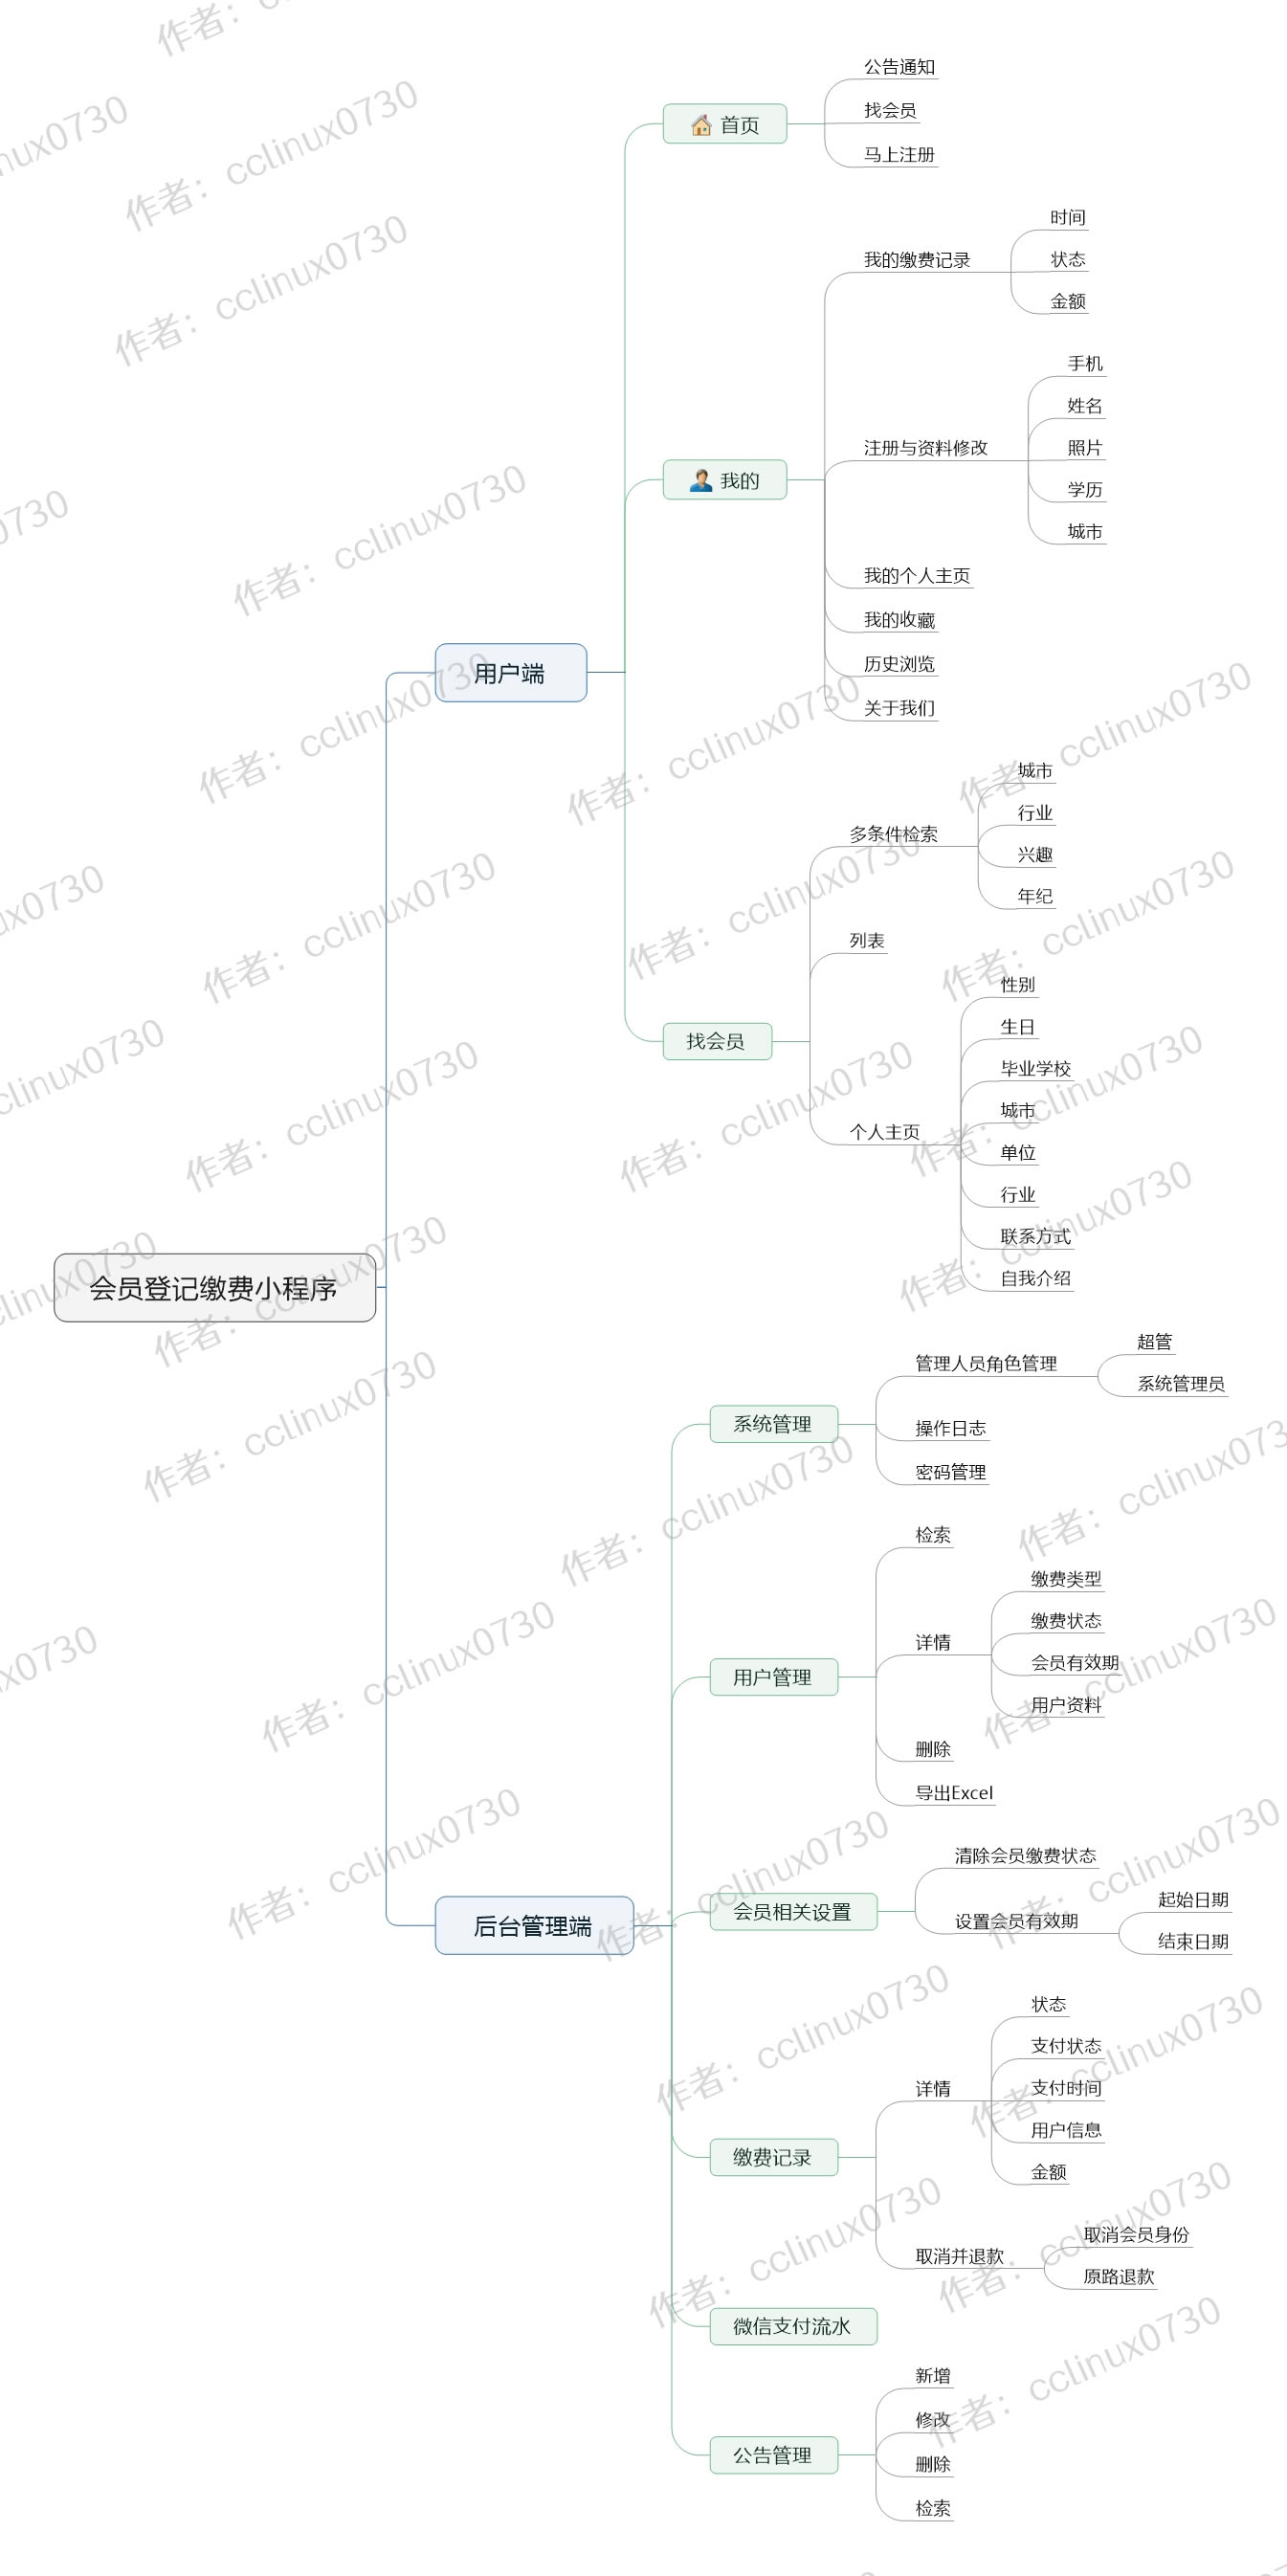 会员登记缴费小程序
用户端
首页
公告通知
找会员
马上注册
我的
我的缴费记录
时间
状态
金额
注册与资料修改
手机
姓名
照片
学历
城市
我的个人主页
我的收藏
历史浏览
关于我们
找会员
多条件检索
城市
行业
兴趣
年纪
列表
个人主页
性别
生日
毕业学校
城市
单位
行业
联系方式
自我介绍
后台管理端
系统管理
管理人员角色管理
超管
系统管理员
操作日志
密码管理
用户管理
检索
详情
缴费类型
缴费状态
会员有效期
用户资料
删除
导出Excel
会员相关设置
清除会员缴费状态
设置会员有效期
起始日期
结束日期
缴费记录
详情
状态
支付状态
支付时间
用户信息
金额
取消并退款
取消会员身份
原路退款
微信支付流水
公告管理
新增
修改
删除
检索
作者：cclinux0730